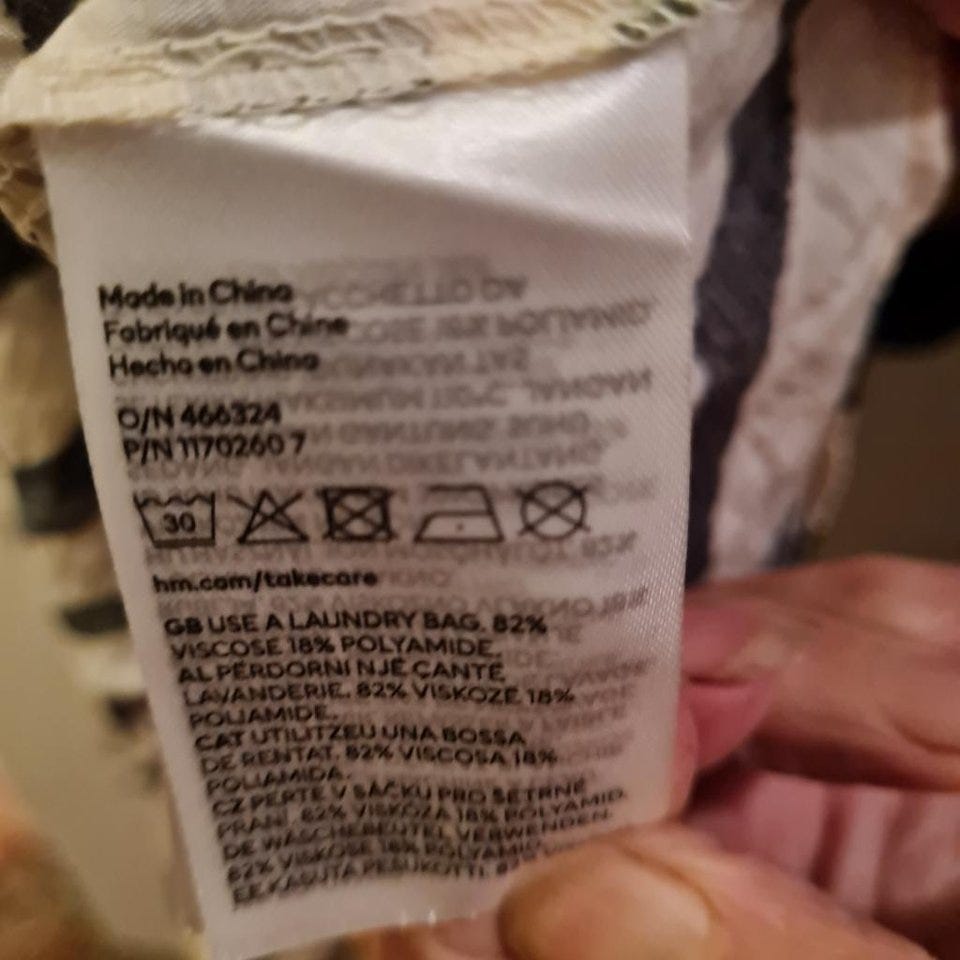 Made in China
Fabriqué en Chine
Hecho en China
O/N 466324
P/N 1170260 7
30
hm.com/takecare
GB USE A LAUNDRY BAG. 82%
VISCOSE 18% POLYAMIDE.
AL PËRDORNI NJË ÇANTË
LAVANDERIE. 82% VISKOZË 18%
POLIAMIDE.
CAT UTILITZEU UNA BOSSA
DE RENTAT. 82% VISCOSA 18%
POLIAMIDA.
CZ PERTE V SÁČKU PRO ŠETRNÉ
PRANÍ. 82% VISKÓZA 18% POLYAMID.
DE WÄSCHEBEUTEL VERWENDEN.
82% VISKOSE 18% POLYAMID.
EE KASUTA PESUKOTTI.